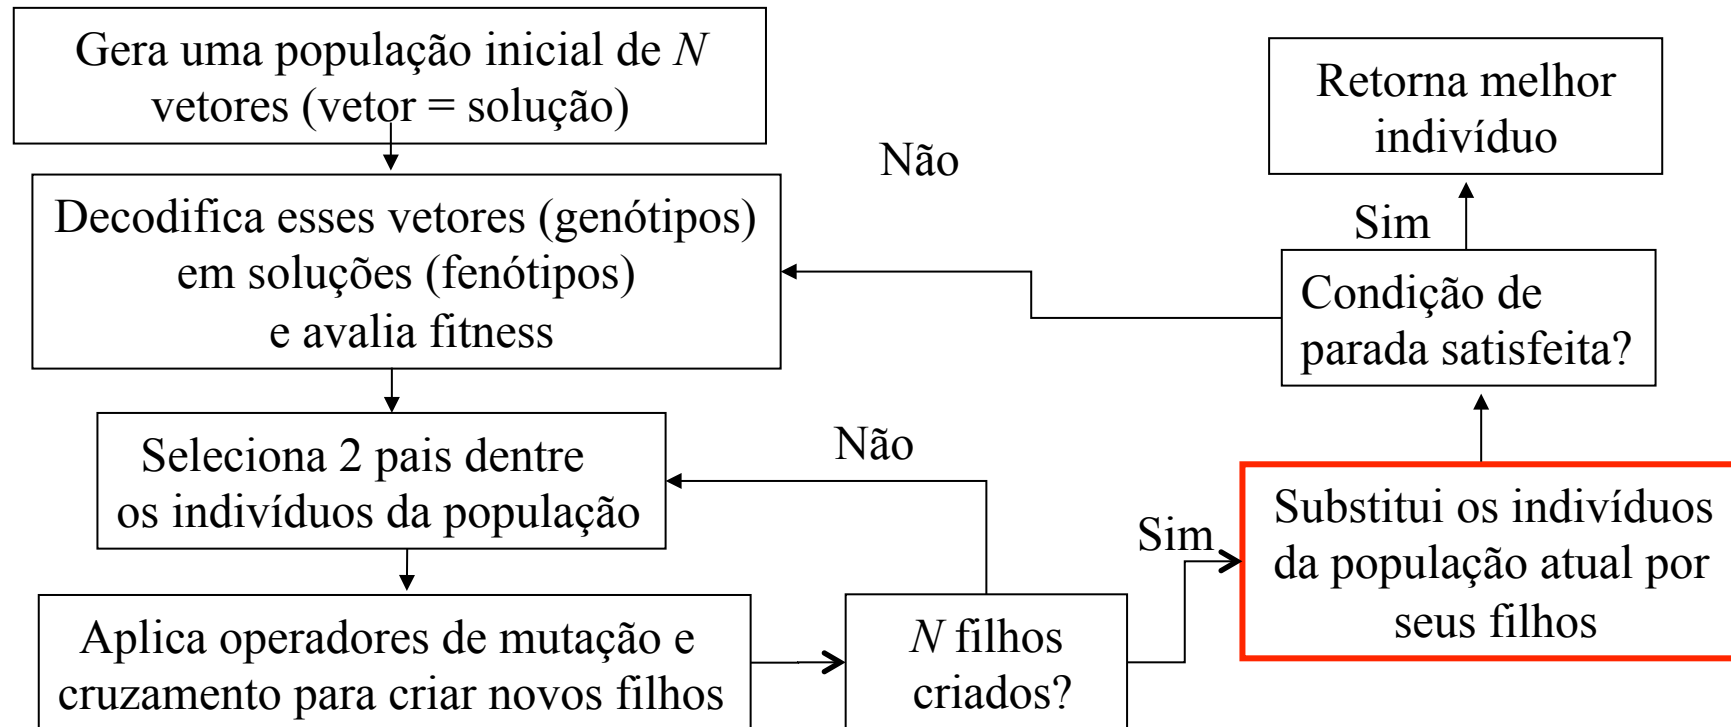 Gera uma população inicial de N
vetores (vetor = solução)
Decodifica esses vetores (genótipos)
em soluções (fenótipos)
e avalia fitness
Seleciona 2 pais dentre
os indivíduos da população
Aplica operadores de mutação e
cruzamento para criar novos filhos
N filhos
criados?
Não
Sim
Substitui os indivíduos
da população atual por
seus filhos
Condição de
parada satisfeita?
Não
Sim
Retorna melhor
indivíduo